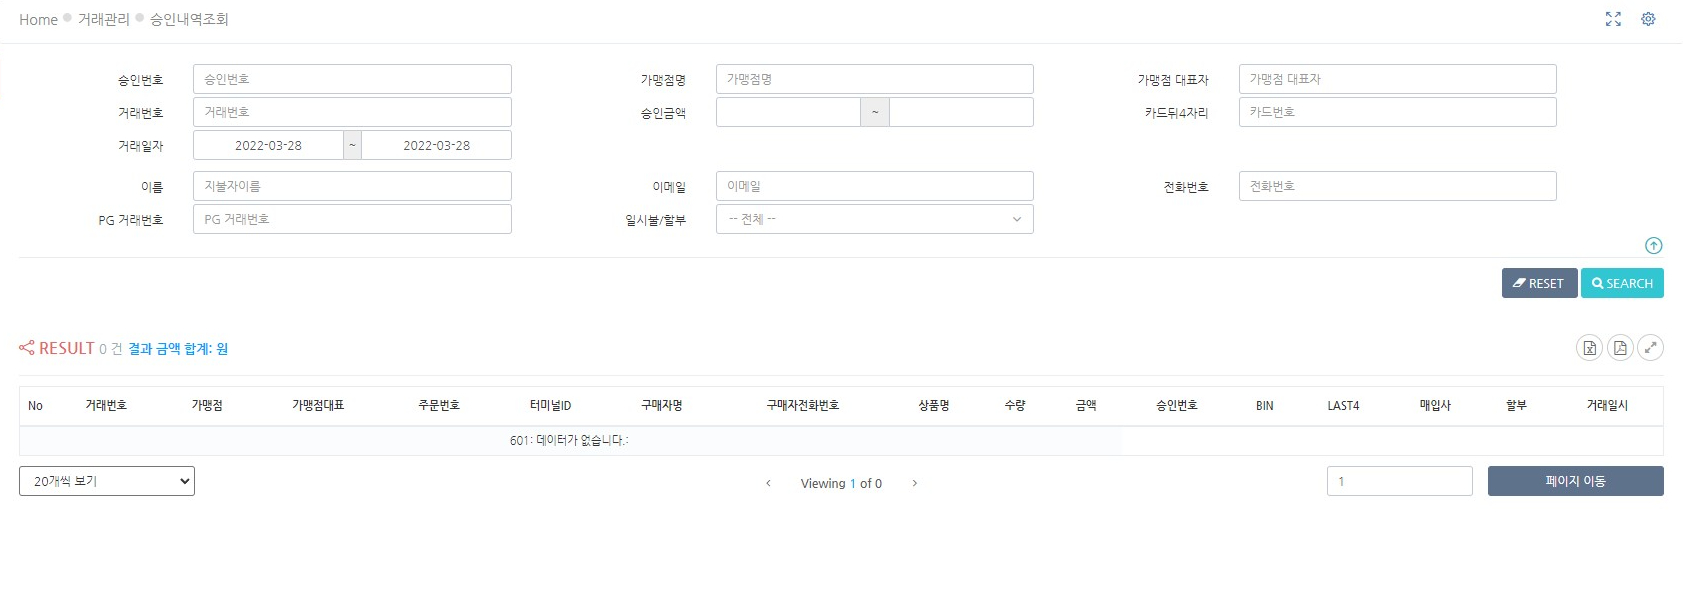 Home 거래관리 승인내역조회
승인번호 승인번호 가맹점명 가맹점명 가맹점 대표자 가맹점 대표자
거래번호 거래번호 승인금액 ~ 카드뒤4자리 카드번호
거래일자 2022-03-28 ~ 2022-03-28
이름 지불자이름 이메일 이메일 전화번호 전화번호
PG 거래번호 PG 거래번호 일시불/할부 -- 전체 --
RESET SEARCH
RESULT 0 건 결과 금액 합계: 원
No 거래번호 가맹점 가맹점대표 주문번호 터미널ID 구매자명 구매자전화번호 상품명 수량 금액 승인번호 BIN LAST4 매입사 할부 거래일시
601: 데이터가 없습니다.:
20개씩 보기 Viewing 1 of 0 1 페이지 이동